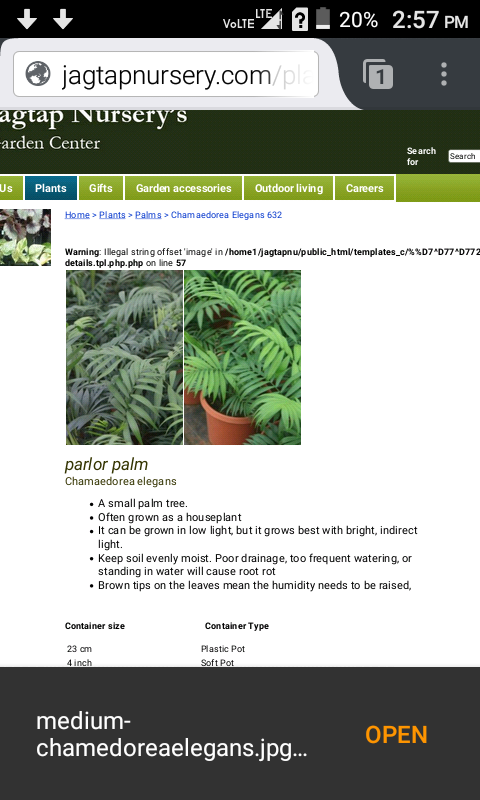 VoLTE LTE ? 20% 2:57 PM
jagtapnursery.com/pla
1
agtap Nursery's
arden Center
Search
for
Search
Us Plants Gifts Garden accessories Outdoor living Careers
Home > Plants > Palms > Chamaedorea Elegans 632
Warning: Illegal string offset 'image' in /home1/jagtapnu/public_html/templates_c/%%D7^D77^D772
details.tpl.php.php on line 57
parlor palm
Chamaedorea elegans
• A small palm tree.
• Often grown as a houseplant
• It can be grown in low light, but it grows best with bright, indirect
light.
• Keep soil evenly moist. Poor drainage, too frequent watering, or
standing in water will cause root rot
• Brown tips on the leaves mean the humidity needs to be raised,
Container size Container Type
23 cm Plastic Pot
4 inch Soft Pot
medium-
chamedoreaelegans.jpg...
OPEN